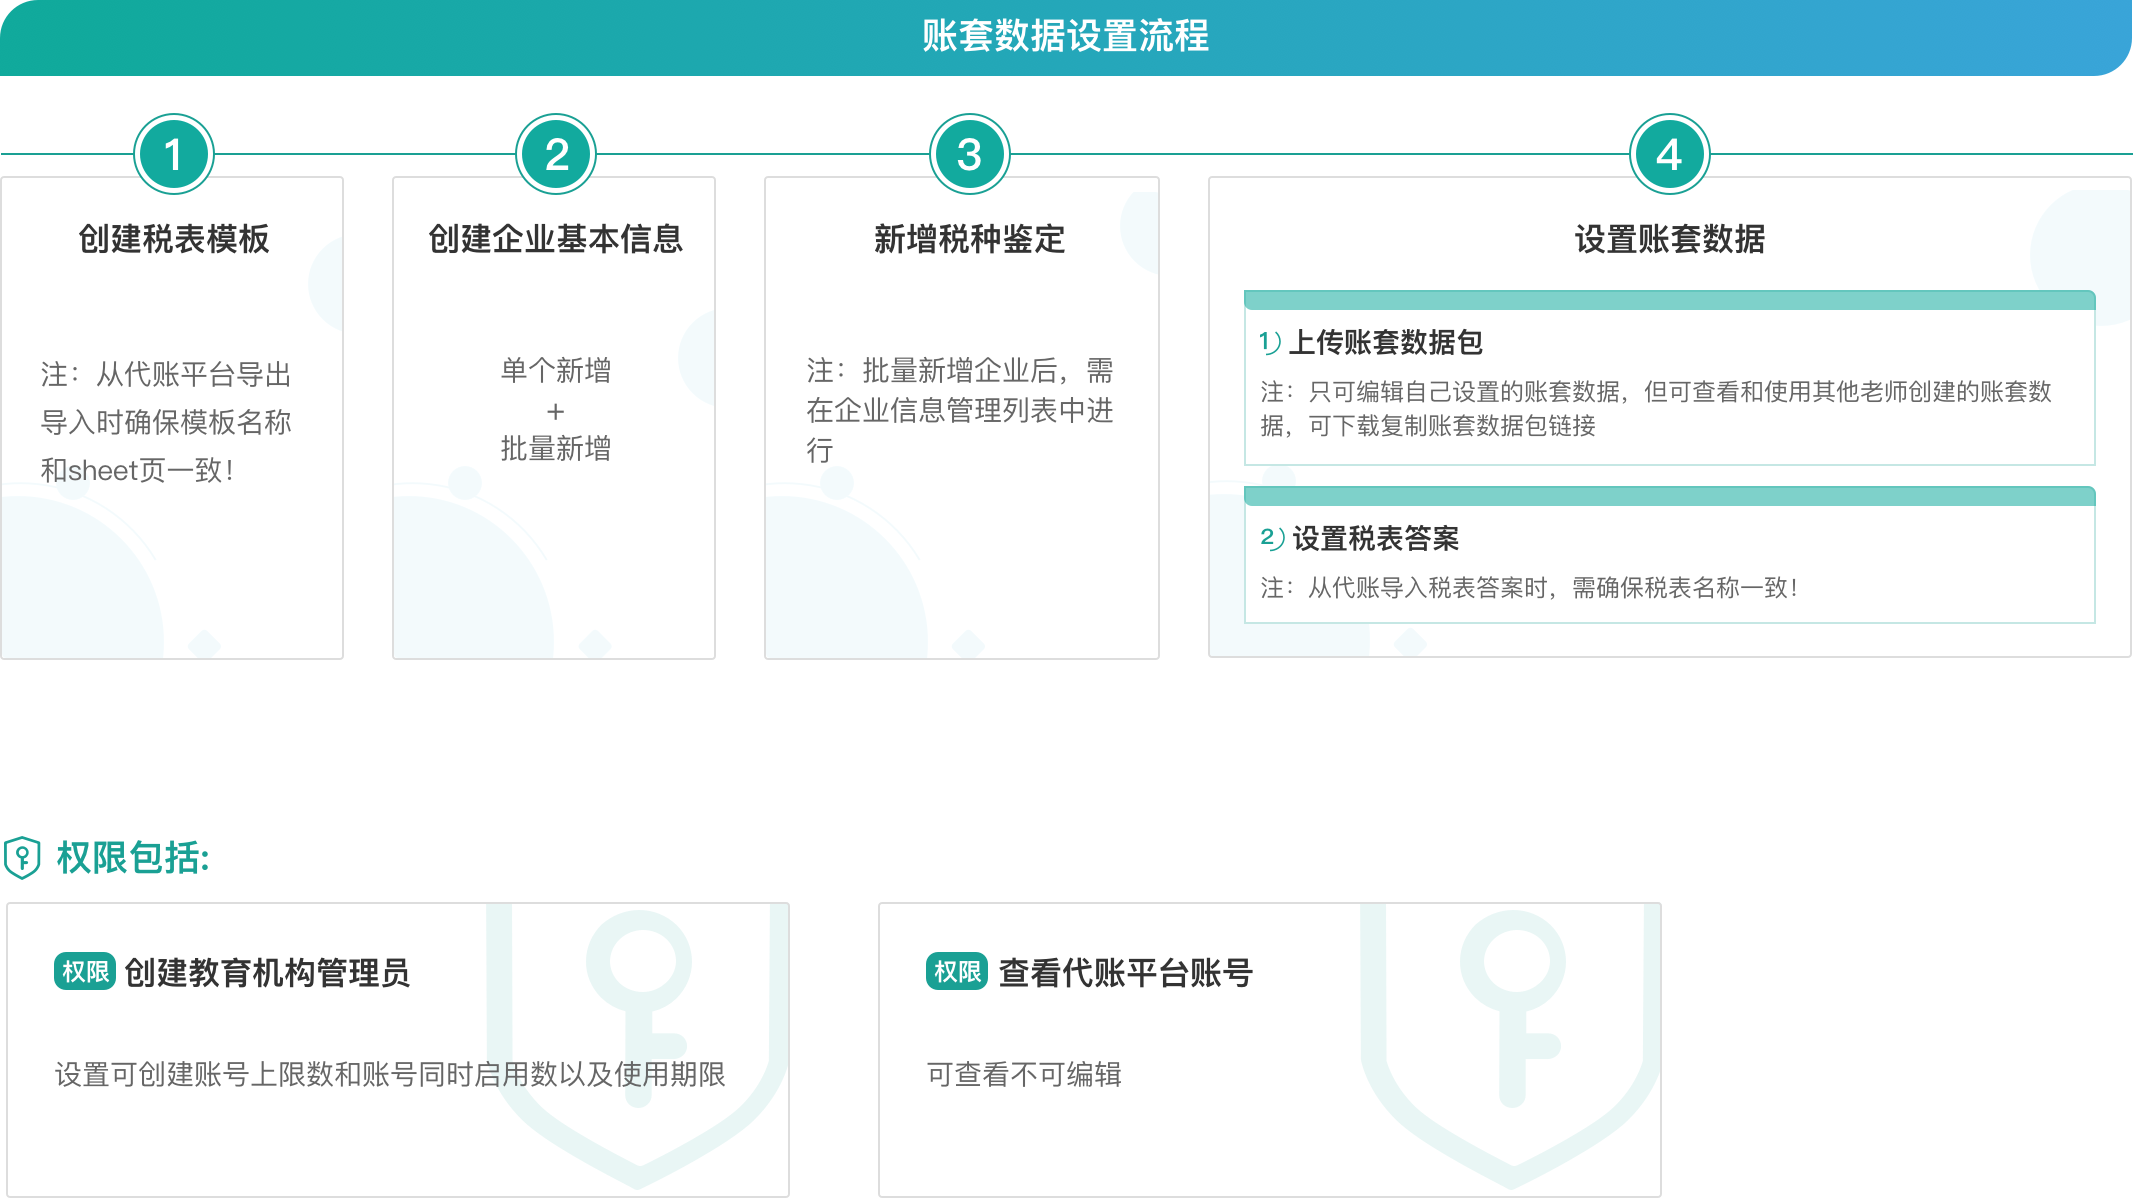 账套数据设置流程
1
创建税表模板
注：从代账平台导出
导入时确保模板名称
和sheet页一致！
2
创建企业基本信息
单个新增
+
批量新增
3
新增税种鉴定
注：批量新增企业后，需
在企业信息管理列表中进
行
4
设置账套数据
1）上传账套数据包
注：只可编辑自己设置的账套数据，但可查看和使用其他老师创建的账套数
据，可下载复制账套数据包链接
2）设置税表答案
注：从代账导入税表答案时，需确保税表名称一致！
权限包括:
权限 创建教育机构管理员
设置可创建账号上限数和账号同时启用数以及使用期限
权限 查看代账平台账号
可查看不可编辑